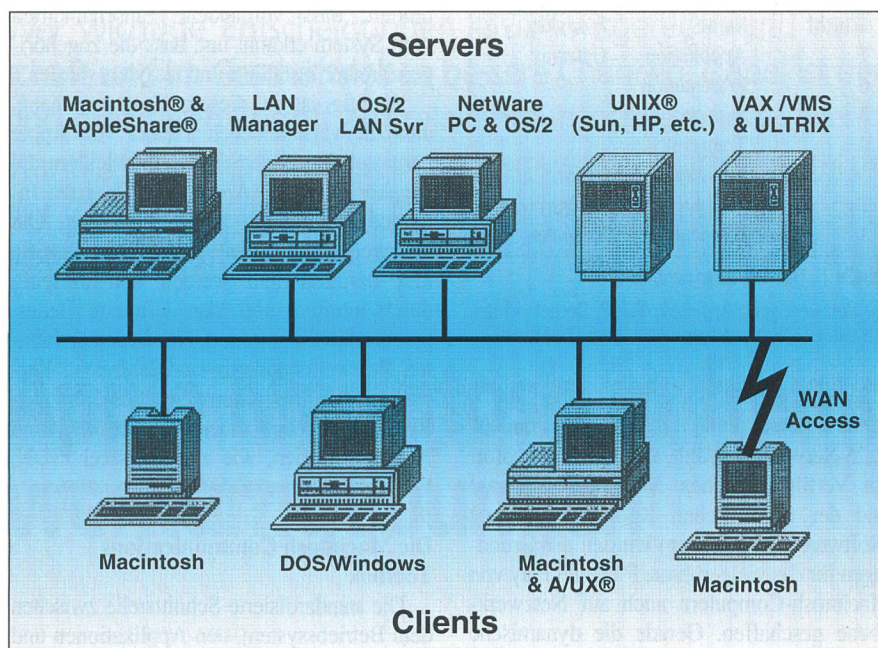 Servers
Macintosh® &
AppleShare®
LAN
Manager
OS/2
LAN Svr
NetWare
PC & OS/2
UNIX®
(Sun, HP, etc.)
VAX /VMS
& ULTRIX
WAN
Access
Macintosh
DOS/Windows
Macintosh
& A/UX®
Macintosh
Clients